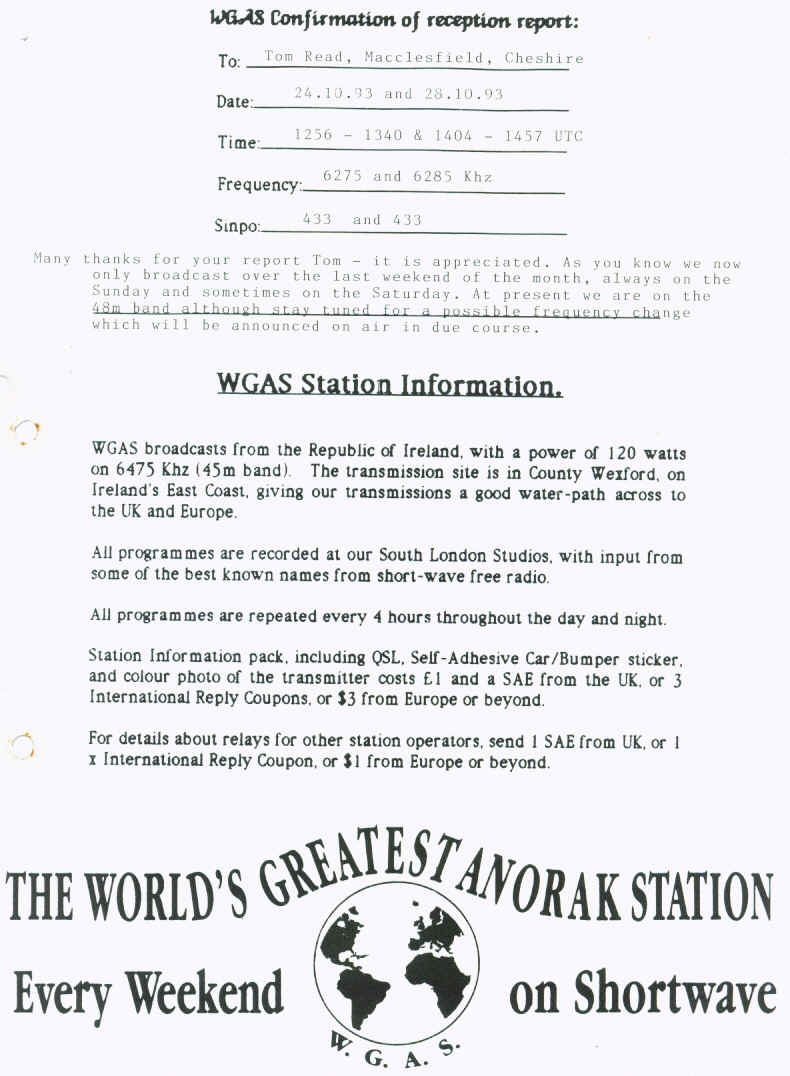 WGAS Confirmation of reception report:
To: Tom Read, Macclesfield, Cheshire
Date: 24.10.93 and 28.10.93
Time: 1256 - 1340 & 1404 - 1457 UTC
Frequency: 6275 and 6285 Khz
Sinpo: 433 and 433
Many thanks for your report Tom - it is appreciated. As you know we now
only broadcast over the last weekend of the month, always on the
Sunday and sometimes on the Saturday. At present we are on the
48m band although stay tuned for a possible frequency change
which will be announced on air in due course.
WGAS Station Information.
WGAS broadcasts from the Republic of Ireland, with a power of 120 watts
on 6475 Khz (45m band). The transmission site is in County Wexford, on
Ireland's East Coast, giving our transmissions a good water-path across to
the UK and Europe.
All programmes are recorded at our South London Studios, with input from
some of the best known names from short-wave free radio.
All programmes are repeated every 4 hours throughout the day and night.
Station Information pack, including QSL, Self-Adhesive Car/Bumper sticker,
and colour photo of the transmitter costs £1 and a SAE from the UK, or 3
International Reply Coupons, or $3 from Europe or beyond.
For details about relays for other station operators, send 1 SAE from UK, or 1
x International Reply Coupon, or $1 from Europe or beyond.
THE WORLD'S GREATEST ANORAK STATION
Every Weekend on Shortwave
W. G. A. S.